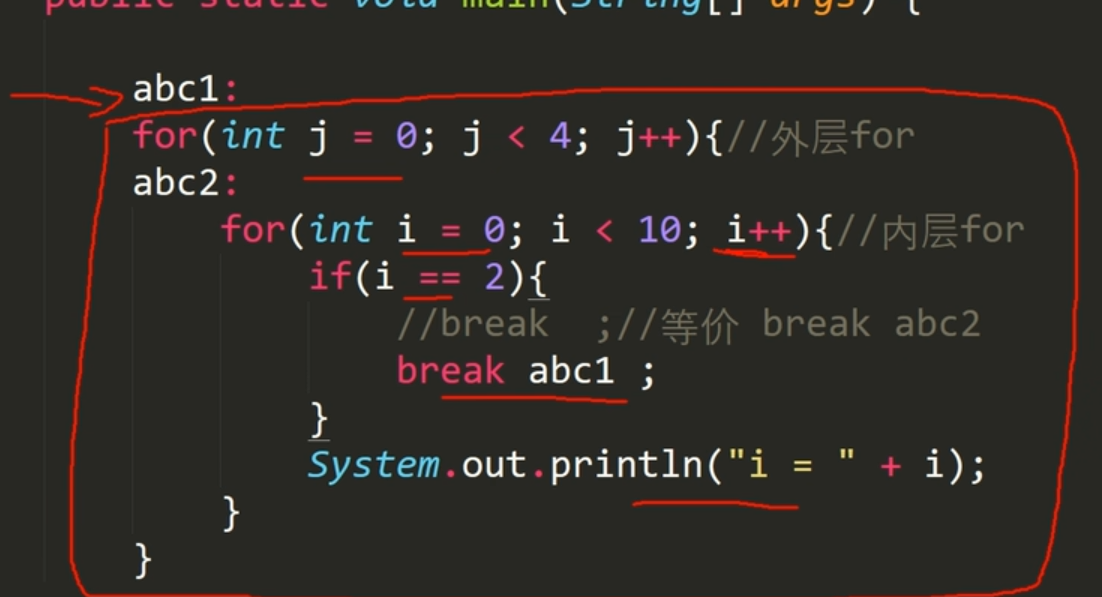 public static void main(String[] args) {
abc1:
for(int j = 0; j < 4; j++){//外层for
abc2:
for(int i = 0; i < 10; i++){//内层for
if(i == 2){
//break  ;//等价 break abc2
break abc1 ;
}
System.out.println("i = " + i);
}
}